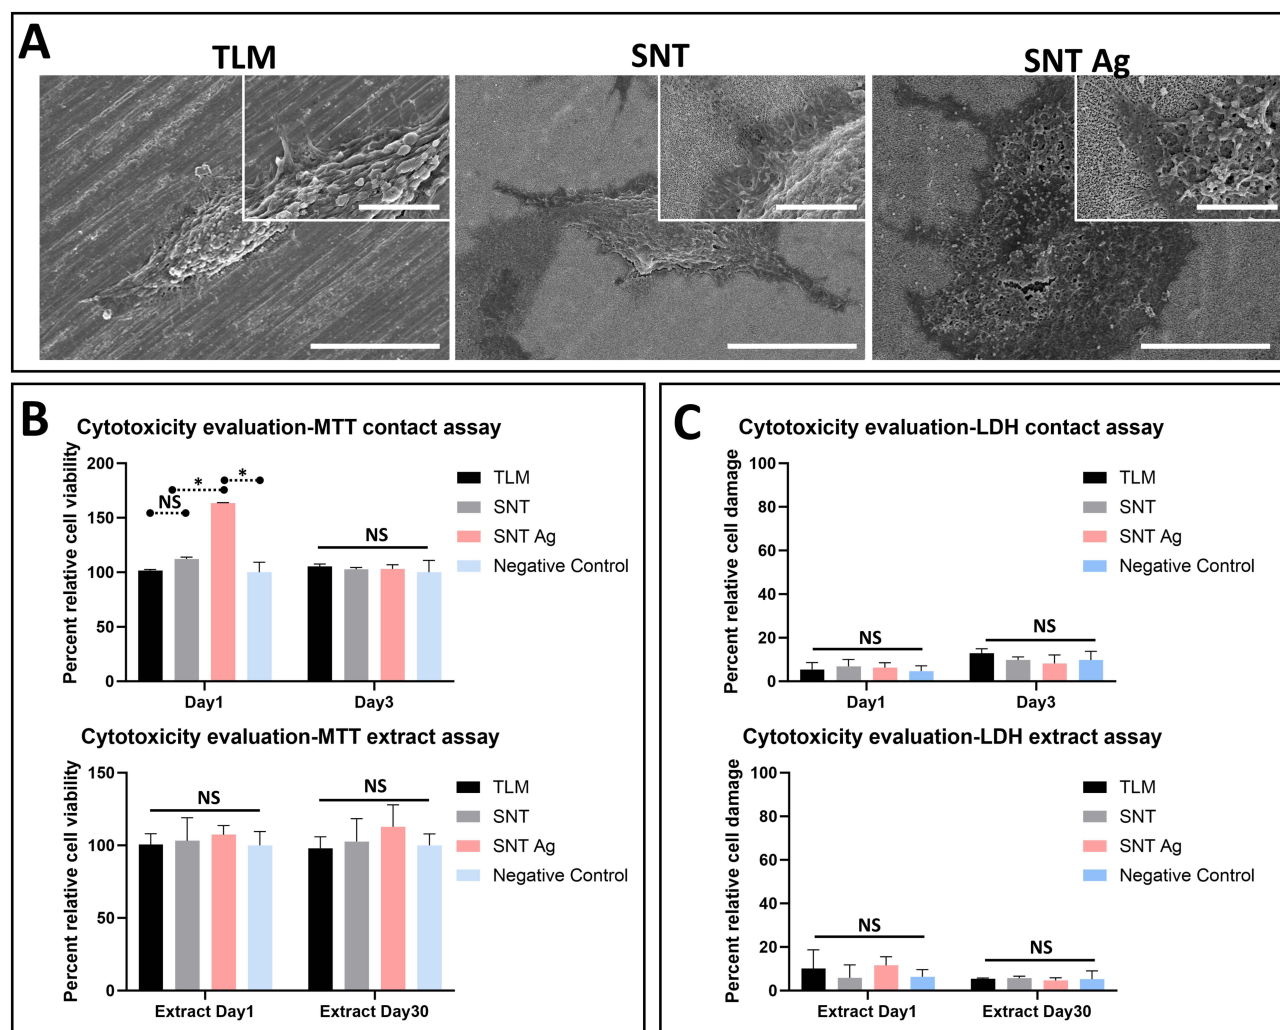 A
TLM
SNT
SNT Ag
B
Cytotoxicity evaluation-MTT contact assay
Percent relative cell viability
200
150
100
50
0
NS
*
*
NS
Day1
Day3
TLM
SNT
SNT Ag
Negative Control
Cytotoxicity evaluation-MTT extract assay
Percent relative cell viability
150
100
50
0
NS
NS
Extract Day1
Extract Day30
TLM
SNT
SNT Ag
Negative Control
C
Cytotoxicity evaluation-LDH contact assay
Percent relative cell damage
100
80
60
40
20
0
NS
NS
Day1
Day3
TLM
SNT
SNT Ag
Negative Control
Cytotoxicity evaluation-LDH extract assay
Percent relative cell damage
100
80
60
40
20
0
NS
NS
Extract Day1
Extract Day30
TLM
SNT
SNT Ag
Negative Control